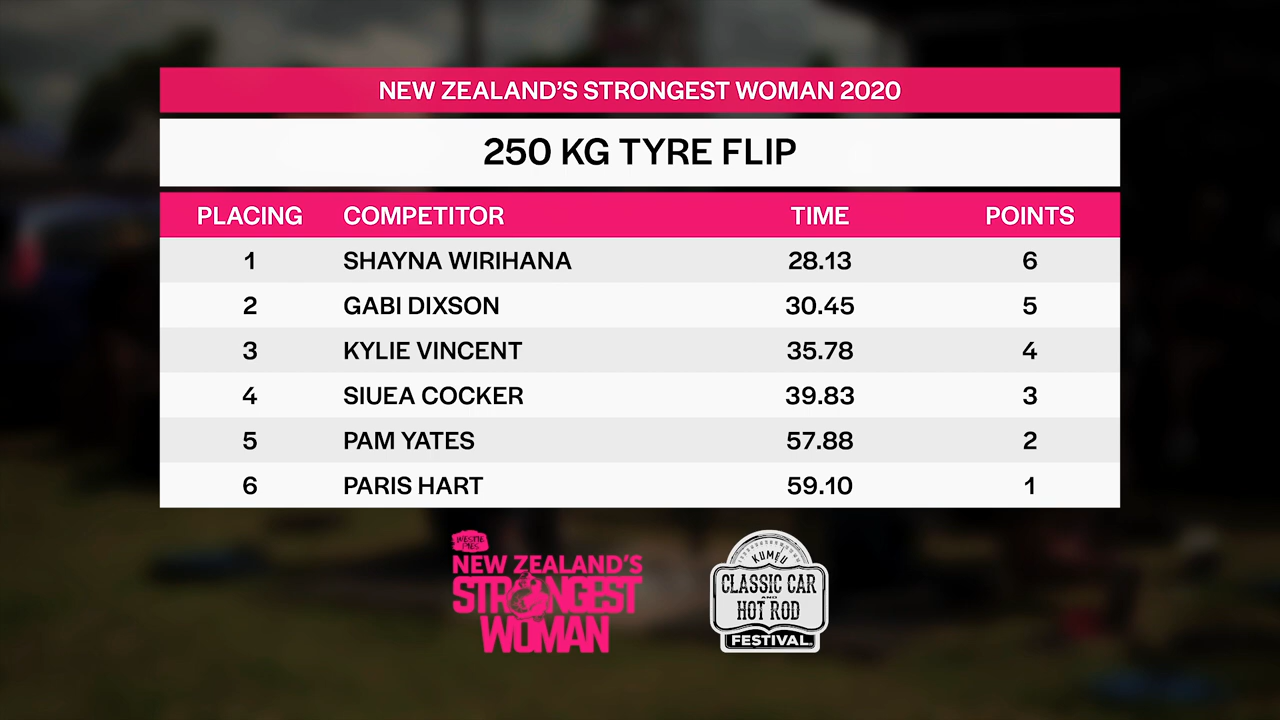 NEW ZEALAND'S STRONGEST WOMAN 2020
250 KG TYRE FLIP
PLACING COMPETITOR TIME POINTS
1 SHAYNA WIRIHANA 28.13 6
2 GABI DIXSON 30.45 5
3 KYLIE VINCENT 35.78 4
4 SIUEA COCKER 39.83 3
5 PAM YATES 57.88 2
6 PARIS HART 59.10 1
WESTIE
PIES
NEW ZEALAND'S
STRONGEST
WOMAN
KUMEU
CLASSIC CAR
AND
HOT ROD
FESTIVAL